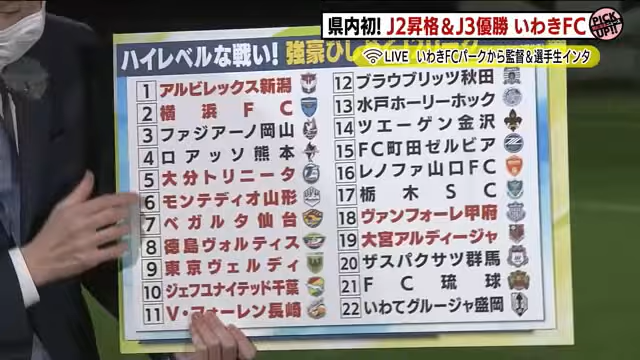 県内初! J2昇格&J3優勝 いわきFC
PICK UP!!
LIVE いわきFCパークから監督&選手生インタ
ハイレベルな戦い! 強豪ひし
1 アルビレックス新潟
2 横浜FC
3 ファジアーノ岡山
4 ロアッソ熊本
5 大分トリニータ
6 モンテディオ山形
7 ベガルタ仙台
8 徳島ヴォルティス
9 東京ヴェルディ
10 ジェフユナイテッド千葉
11 V・ファーレン長崎
12 ブラウブリッツ秋田
13 水戸ホーリーホック
14 ツエーゲン金沢
15 FC町田ゼルビア
16 レノファ山口FC
17 栃木SC
18 ヴァンフォーレ甲府
19 大宮アルディージャ
20 ザスパクサツ群馬
21 FC琉球
22 いわてグルージャ盛岡